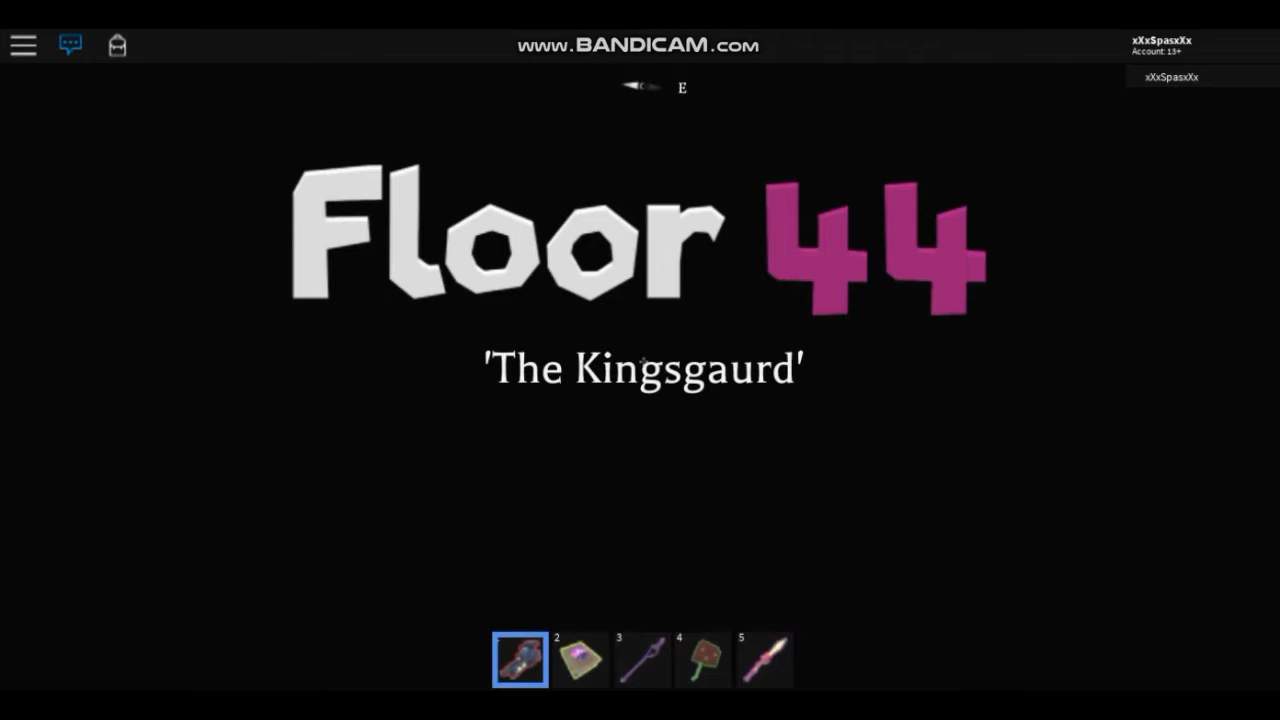 www.BANDICAM.com
xXxSpasxXx
Account: 13+
xXxSpasxXx
E
Floor 44
'The Kingsgaurd'
2 3 4 5